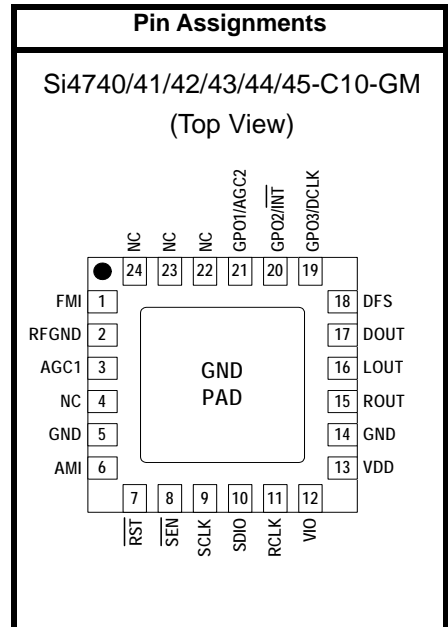 Pin Assignments
Si4740/41/42/43/44/45-C10-GM
(Top View)
NC
NC
NC
GPO1/AGC2
GPO2/INT
GPO3/DCLK
24 23 22 21 20 19
FMI 1
RFGND 2
AGC1 3
NC 4
GND 5
AMI 6
GND
PAD
18 DFS
17 DOUT
16 LOUT
15 ROUT
14 GND
13 VDD
7 8 9 10 11 12
RST
SEN
SCLK
SDIO
RCLK
VIO